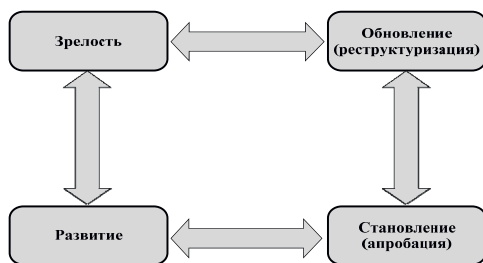 Зрелость
Обновление
(реструктуризация)
Развитие
Становление
(апробация)